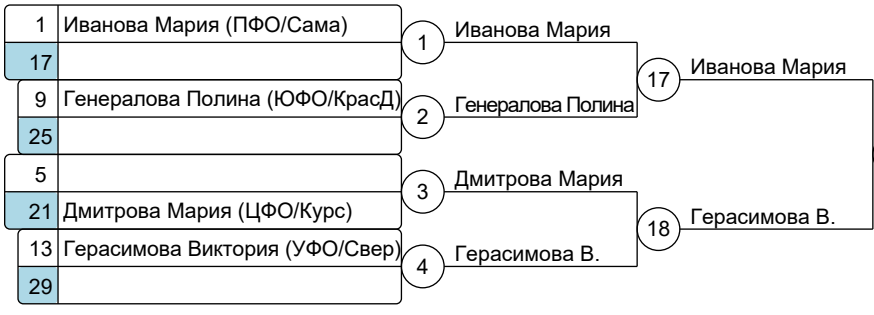 1 Иванова Мария (ПФО/Сама)
17
9 Генералова Полина (ЮФО/КрасД)
25
5
21 Дмитрова Мария (ЦФО/Курс)
13 Герасимова Виктория (УФО/Свер)
29
1 Иванова Мария
2 Генералова Полина
3 Дмитрова Мария
4 Герасимова В.
17 Иванова Мария
18 Герасимова В.